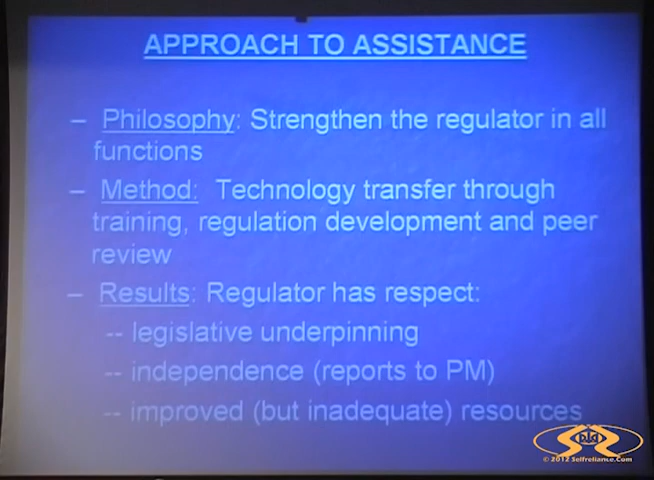 APPROACH TO ASSISTANCE
– Philosophy: Strengthen the regulator in all
functions
– Method: Technology transfer through
training, regulation development and peer
review
– Results: Regulator has respect:
-- legislative underpinning
-- independence (reports to PM)
-- improved (but inadequate) resources
© 2012 Selfreliance.Com